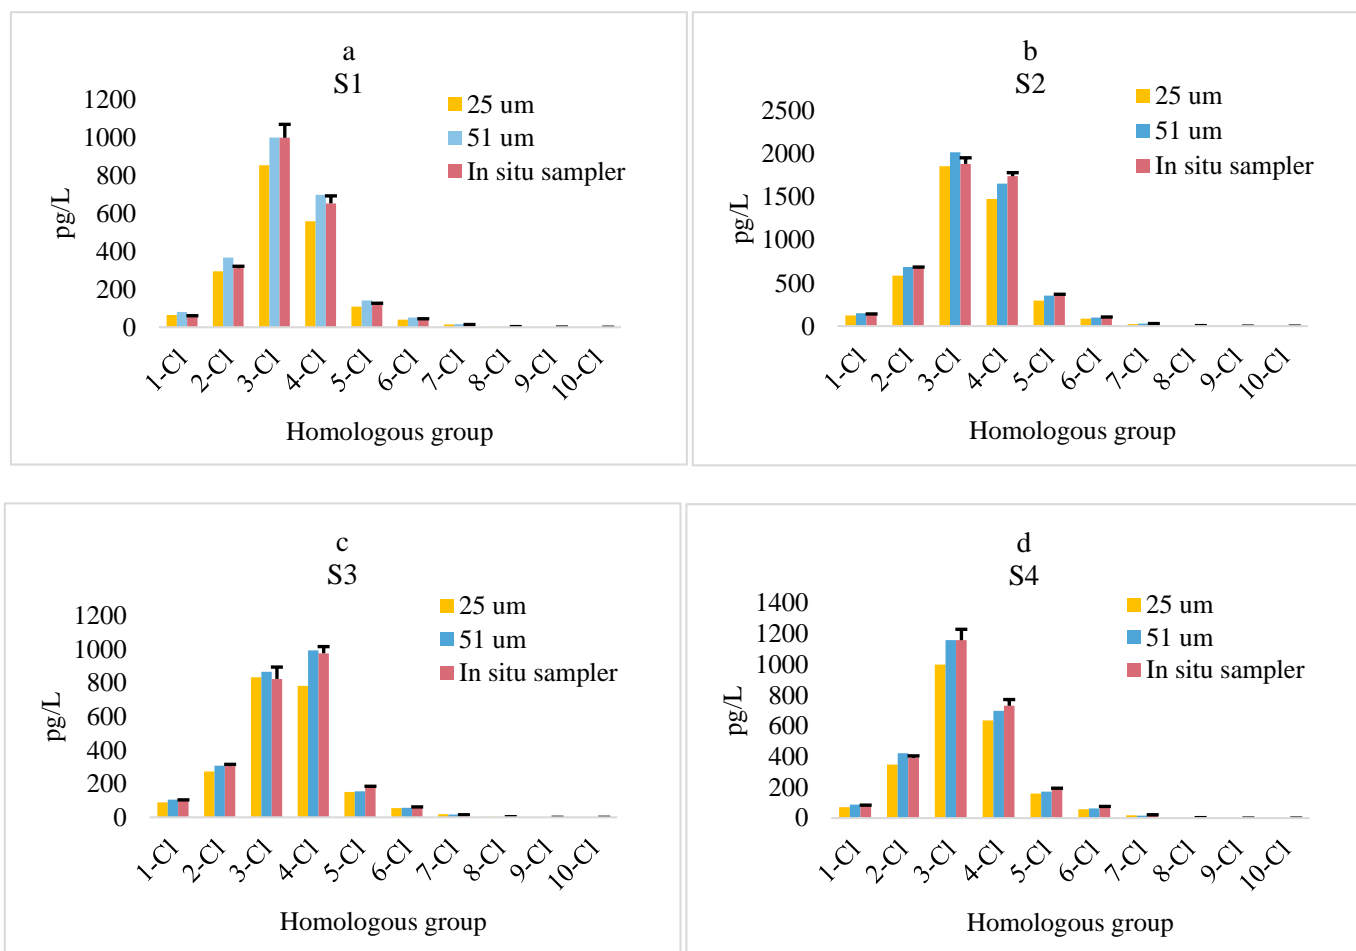 a
S1
1200
1000
800
600
400
200
0
pg/L
25 um
51 um
In situ sampler
1-Cl
2-Cl
3-Cl
4-Cl
5-Cl
6-Cl
7-Cl
8-Cl
9-Cl
10-Cl
Homologous group
b
S2
2500
2000
1500
1000
500
0
pg/L
25 um
51 um
In situ sampler
1-Cl
2-Cl
3-Cl
4-Cl
5-Cl
6-Cl
7-Cl
8-Cl
9-Cl
10-Cl
Homologous group
c
S3
1200
1000
800
600
400
200
0
pg/L
25 um
51 um
In situ sampler
1-Cl
2-Cl
3-Cl
4-Cl
5-Cl
6-Cl
7-Cl
8-Cl
9-Cl
10-Cl
Homologous group
d
S4
1400
1200
1000
800
600
400
200
0
pg/L
25 um
51 um
In situ sampler
1-Cl
2-Cl
3-Cl
4-Cl
5-Cl
6-Cl
7-Cl
8-Cl
9-Cl
10-Cl
Homologous group